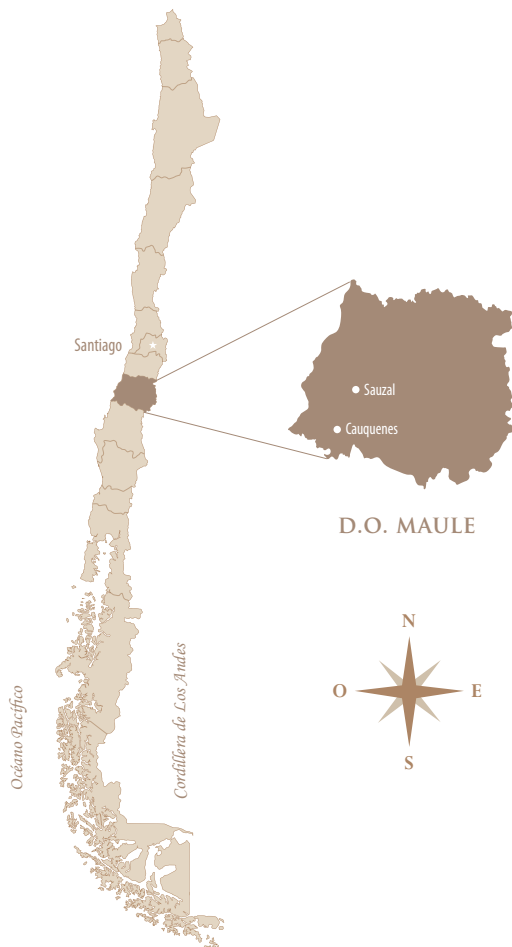 Santiago
Sauzal
Cauquenes
D.O. MAULE
N
O
E
S
Océano Pacífico
Cordillera de Los Andes